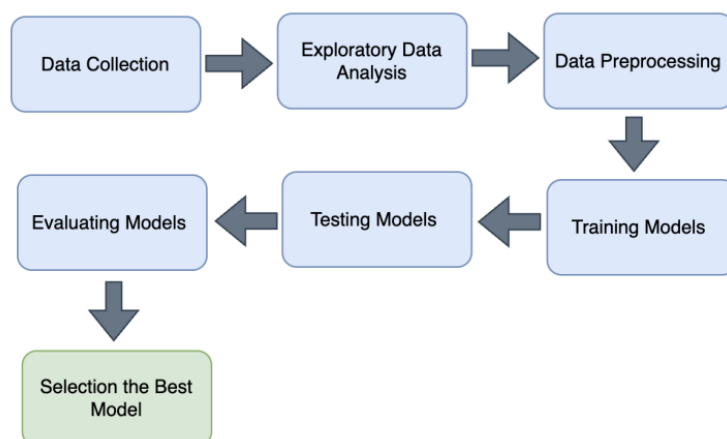 Data Collection
Exploratory Data
Analysis
Data Preprocessing
Training Models
Testing Models
Evaluating Models
Selection the Best
Model